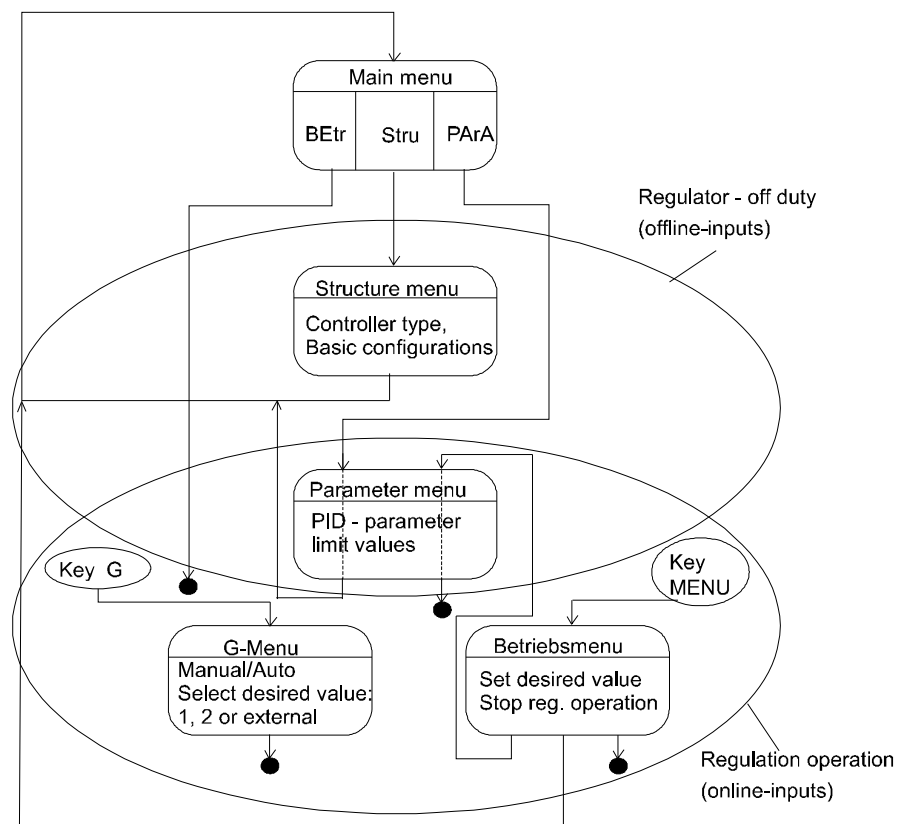 Main menu
BEtr
Stru
PArA
Regulator - off duty
(offline-inputs)
Structure menu
Controller type,
Basic configurations
Parameter menu
PID - parameter
limit values
Key G
Key
MENU
G-Menu
Manual/Auto
Select desired value:
1, 2 or external
Betriebsmenu
Set desired value
Stop reg. operation
Regulation operation
(online-inputs)